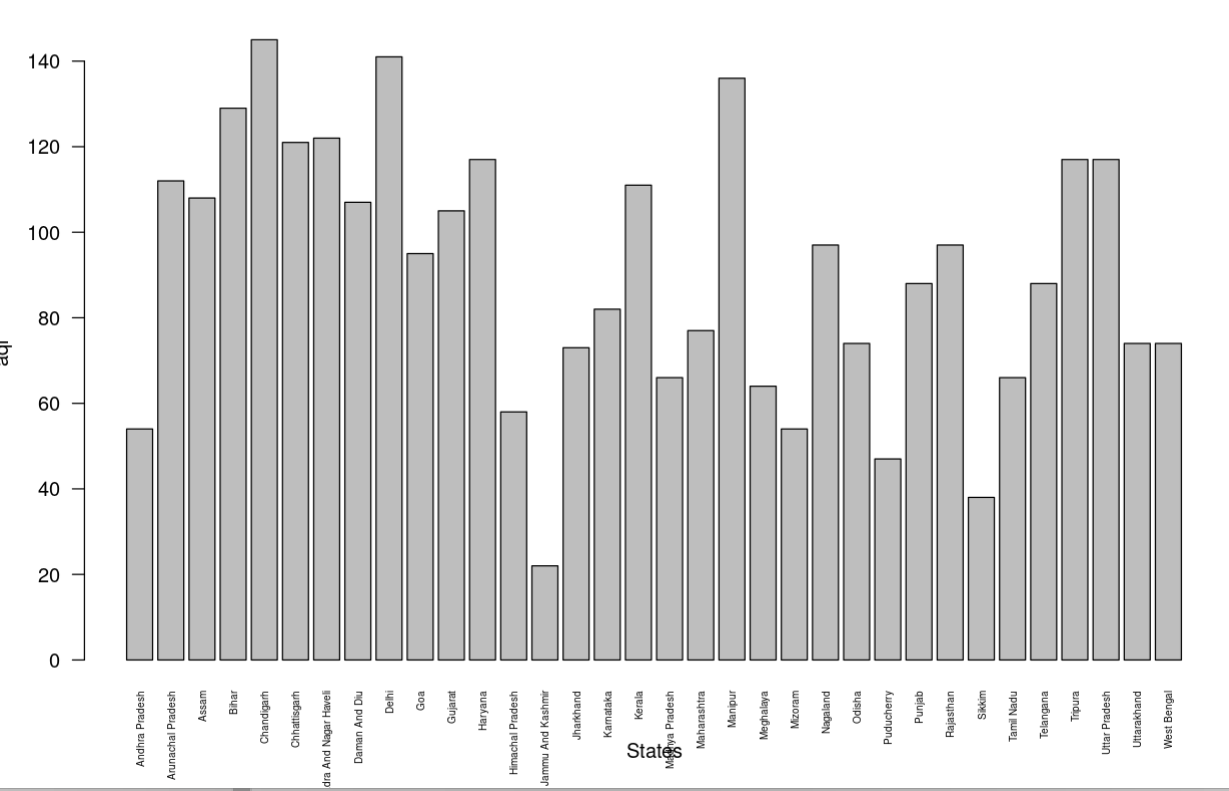 140
120
100
80
60
40
20
0
aqi
Andhra Pradesh
Arunachal Pradesh
Assam
Bihar
Chandigarh
Chhattisgarh
dra And Nagar Haveli
Daman And Diu
Delhi
Goa
Gujarat
Haryana
Himachal Pradesh
Jammu And Kashmir
Jharkhand
Karnataka
Kerala
Madhya Pradesh
Maharashtra
Manipur
Meghalaya
Mizoram
Nagaland
Odisha
Puducherry
Punjab
Rajasthan
Sikkim
Tamil Nadu
Telangana
Tripura
Uttar Pradesh
Uttarakhand
West Bengal
States